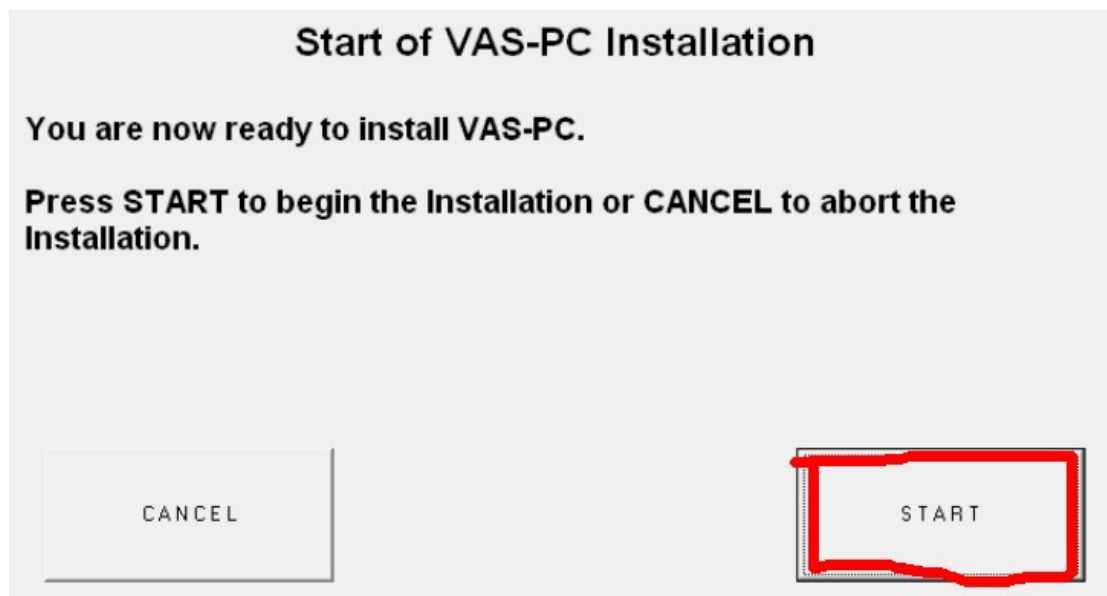 Start of VAS-PC Installation
You are now ready to install VAS-PC.
Press START to begin the Installation or CANCEL to abort the
Installation.
CANCEL
START